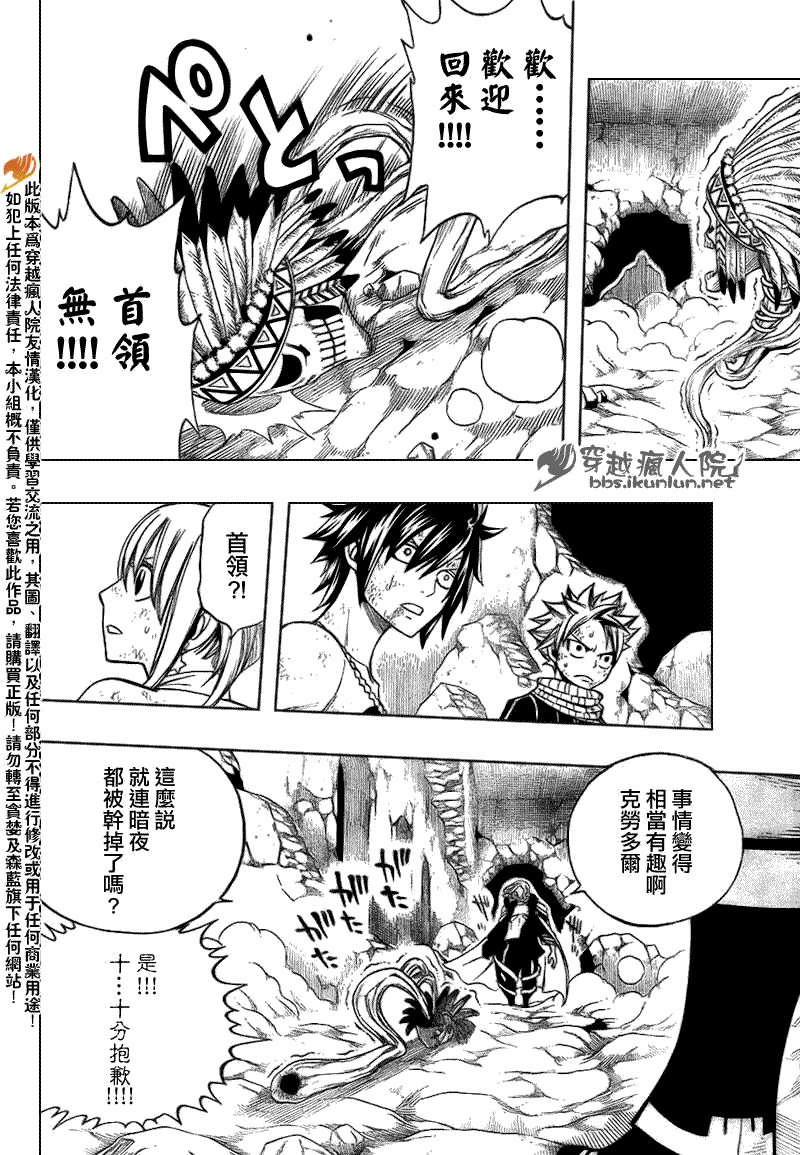 歡……
歡迎
回來!!!!
ペとっ
首領
無!!!!
穿越瘋人院
bbs.ikunlun.net
首領?!
事情變得
相當有趣啊
克勞多爾
這麼説
就連暗夜
都被幹掉了嗎?
ガた
ガた
ガた
是!!!
十…十分抱歉!!!!
此版本爲穿越瘋人院友情漢化，僅供學習交流之用，其圖、翻譯以及任何部分不得進行修改或用于任何商業用途！
如犯上任何法律責任，本小組概不負責。若您喜歡此作品，請購買正版！請勿轉至貪婪及森藍旗下任何網站！